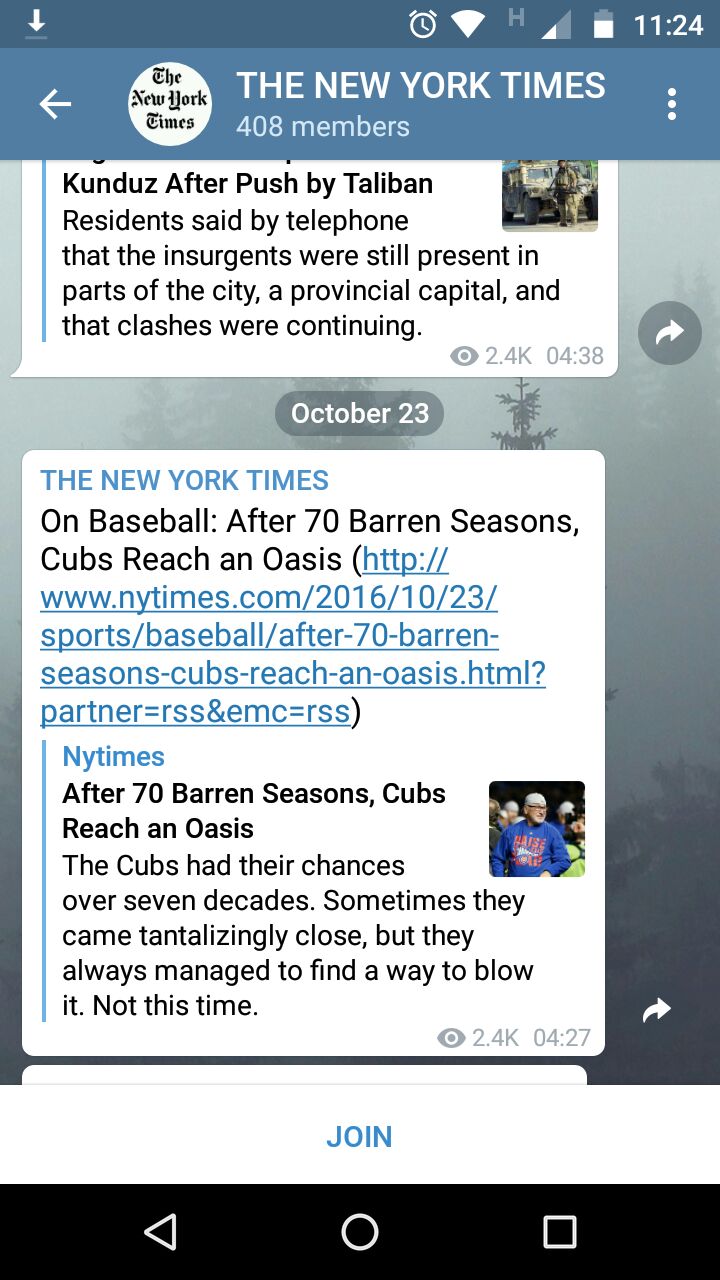 H
11:24
The
New York
Times
THE NEW YORK TIMES
408 members
Kunduz After Push by Taliban
Residents said by telephone
that the insurgents were still present in
parts of the city, a provincial capital, and
that clashes were continuing.
2.4K 04:38
October 23
THE NEW YORK TIMES
On Baseball: After 70 Barren Seasons,
Cubs Reach an Oasis (http://
www.nytimes.com/2016/10/23/
sports/baseball/after-70-barren-
seasons-cubs-reach-an-oasis.html?
partner=rss&emc=rss)
Nytimes
After 70 Barren Seasons, Cubs
Reach an Oasis
The Cubs had their chances
over seven decades. Sometimes they
came tantalizingly close, but they
always managed to find a way to blow
it. Not this time.
2.4K 04:27
JOIN